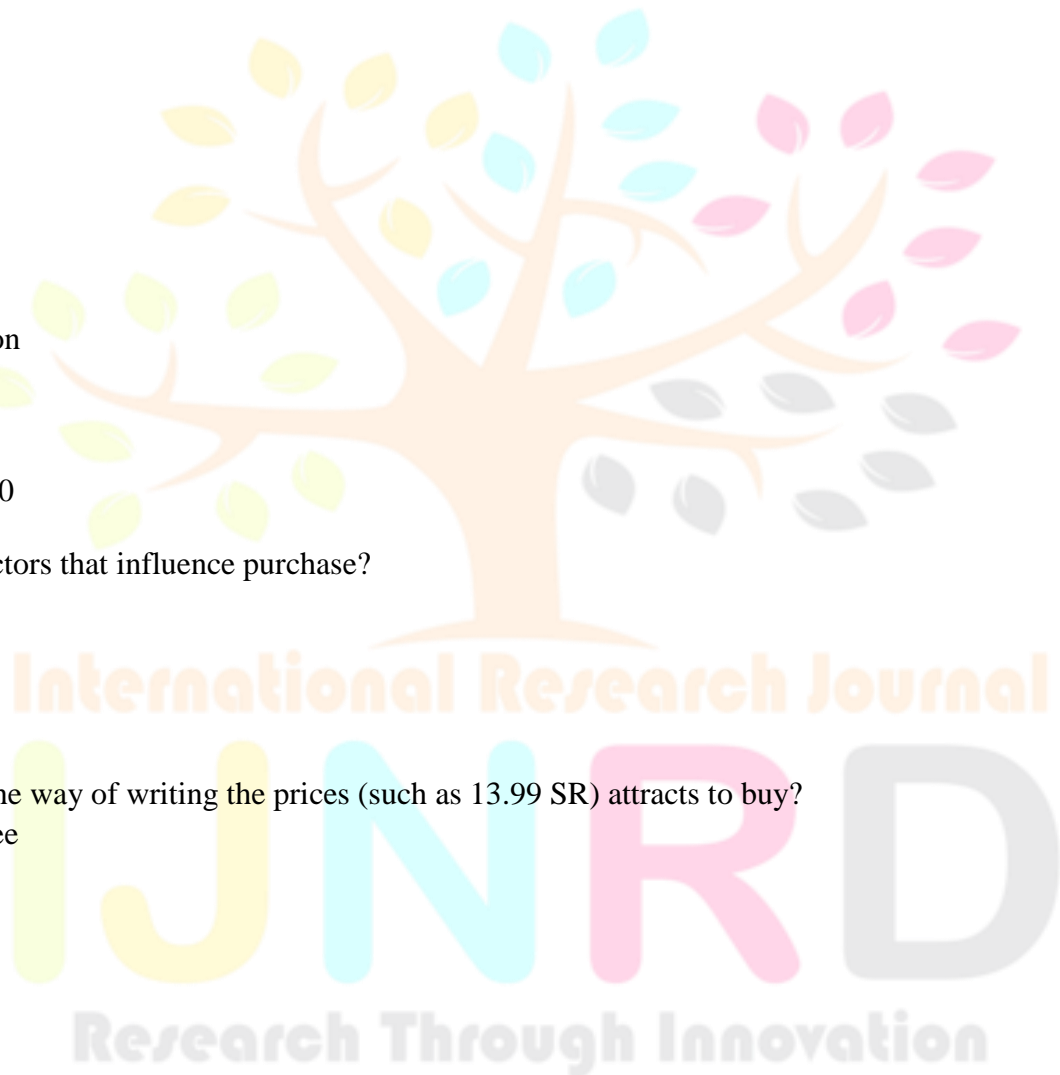 on
0
ctors that influence purchase?
International Research Journal
ne way of writing the prices (such as 13.99 SR) attracts to buy?
ee
IJNRD
Research Through Innovation